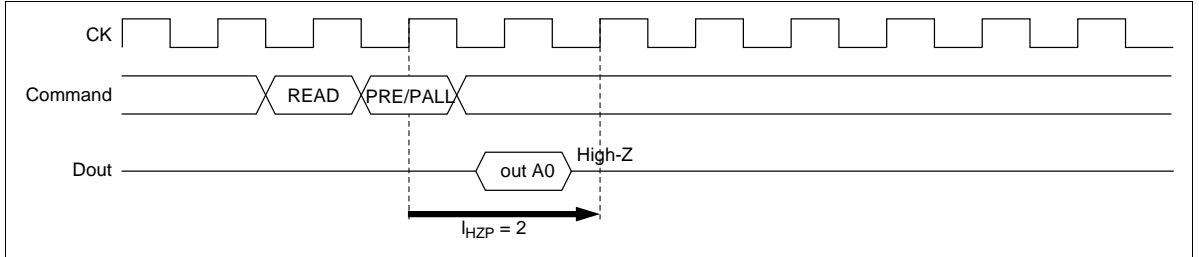 CK
Command READ PRE/PALL
Dout out A0 High-Z
lHZP = 2